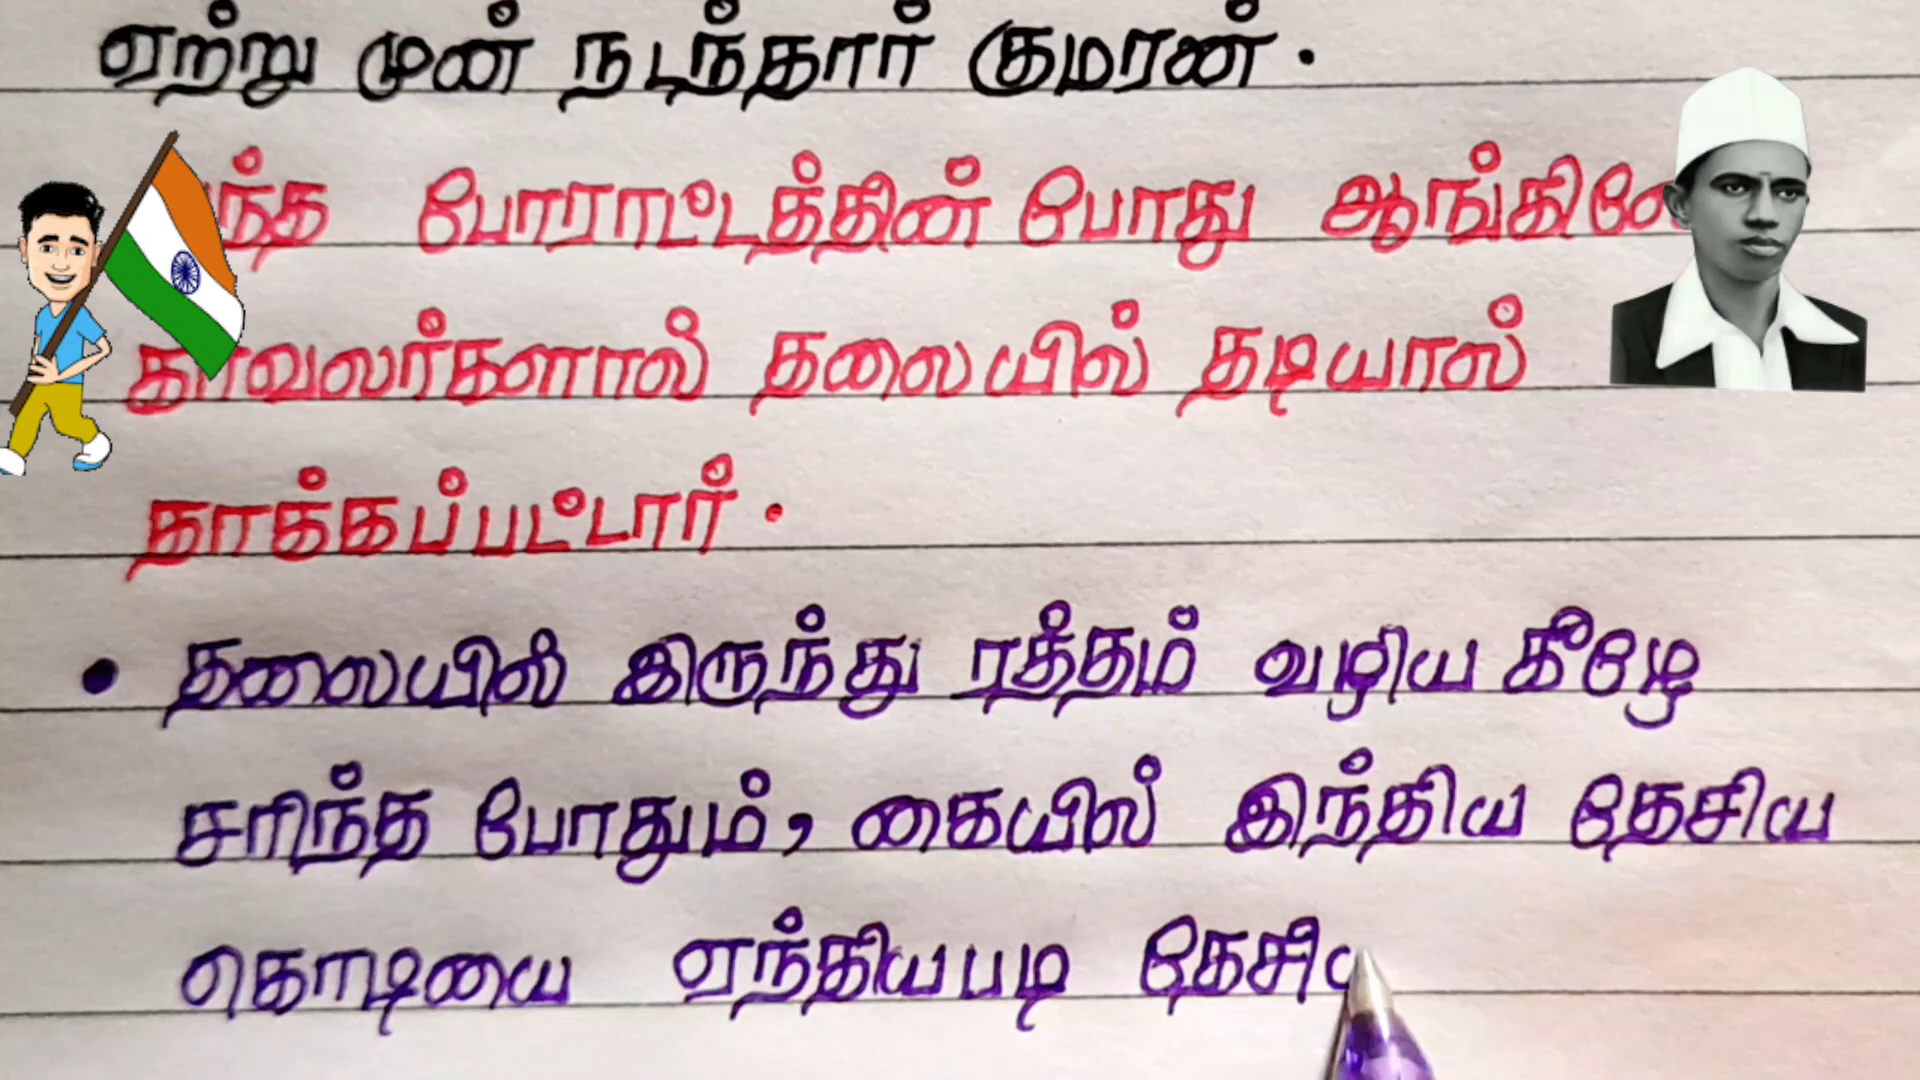 ஏற்று முன் நடந்தார் குமரன்.
போராட்டத்தின் போது
காவலர்களால் தலையில் தடியால்
தாக்கப்பட்டார்.
• தலையில் இருந்து ரத்தம் வழிய கீழே
சரிந்த போதும், கையில் இந்திய தேசிய
கொடியை ஏந்தியபடி